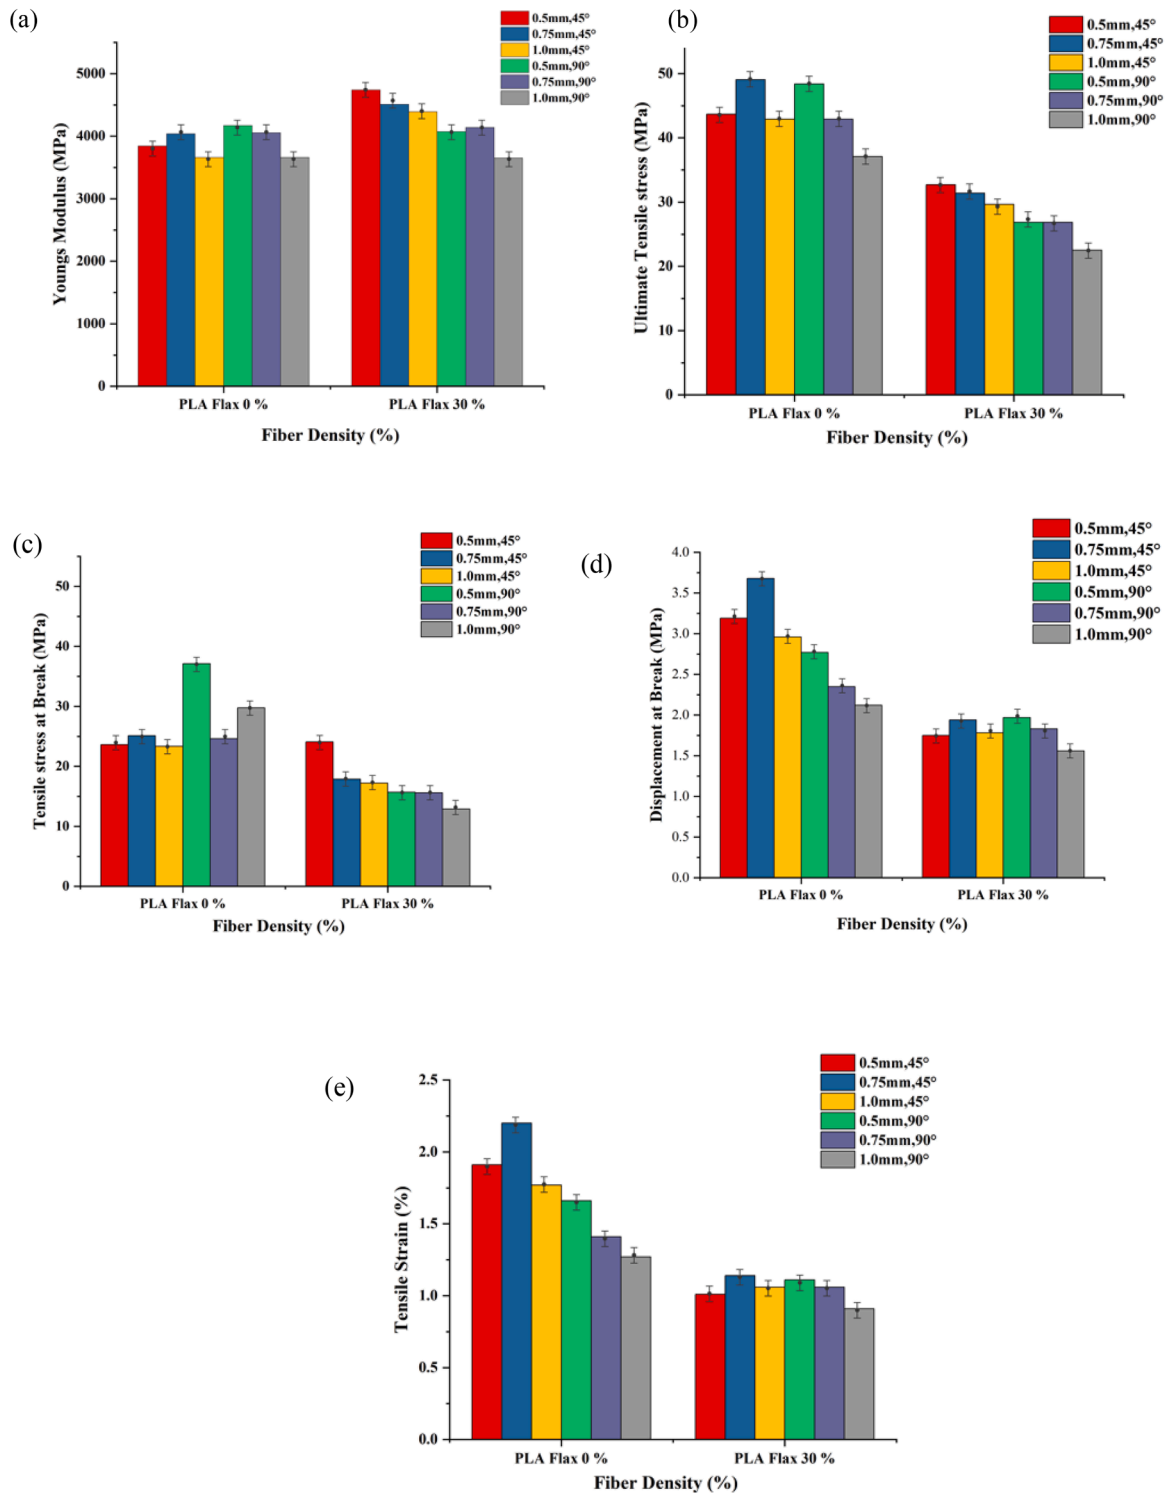 (a)
0.5mm,45°
0.75mm,45°
1.0mm,45°
0.5mm,90°
0.75mm,90°
1.0mm,90°
5000
4000
3000
2000
1000
0
Youngs Modulus (MPa)
PLA Flax 0 %
PLA Flax 30 %
Fiber Density (%)
(b)
0.5mm,45°
0.75mm,45°
1.0mm,45°
0.5mm,90°
0.75mm,90°
1.0mm,90°
50
40
30
20
10
0
Ultimate Tensile stress (MPa)
PLA Flax 0 %
PLA Flax 30 %
Fiber Density (%)
(c)
0.5mm,45°
0.75mm,45°
1.0mm,45°
0.5mm,90°
0.75mm,90°
1.0mm,90°
50
40
30
20
10
0
Tensile stress at Break (MPa)
PLA Flax 0 %
PLA Flax 30 %
Fiber Density (%)
(d)
0.5mm,45°
0.75mm,45°
1.0mm,45°
0.5mm,90°
0.75mm,90°
1.0mm,90°
4.0
3.5
3.0
2.5
2.0
1.5
1.0
0.5
0.0
Displacement at Break (MPa)
PLA Flax 0 %
PLA Flax 30 %
Fiber Density (%)
(e)
0.5mm,45°
0.75mm,45°
1.0mm,45°
0.5mm,90°
0.75mm,90°
1.0mm,90°
2.5
2.0
1.5
1.0
0.5
0.0
Tensile Strain (%)
PLA Flax 0 %
PLA Flax 30 %
Fiber Density (%)